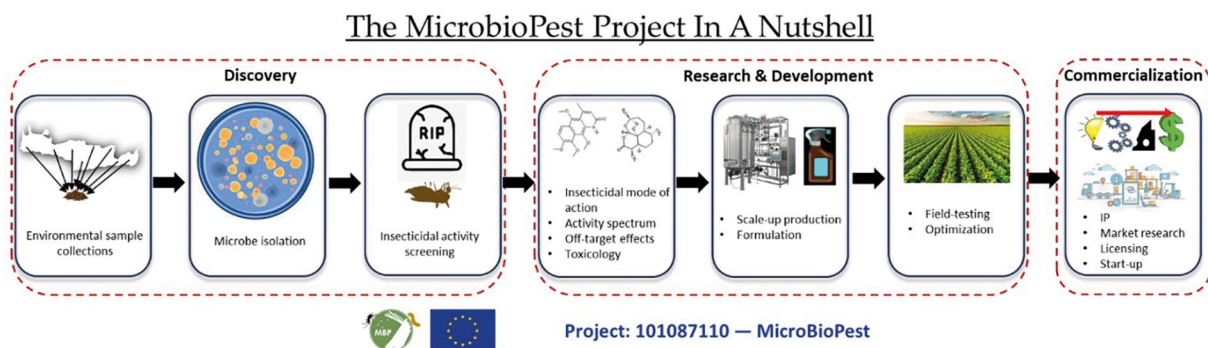 The MicrobioPest Project In A Nutshell
Discovery
Environmental sample
collections
Microbe isolation
RIP
Insecticidal activity
screening
Research & Development
• Insecticidal mode of
action
• Activity spectrum
• Off-target effects
• Toxicology
• Scale-up production
• Formulation
• Field-testing
• Optimization
Commercialization
$
• IP
• Market research
• Licensing
• Start-up
MBP
Project: 101087110 — MicroBioPest